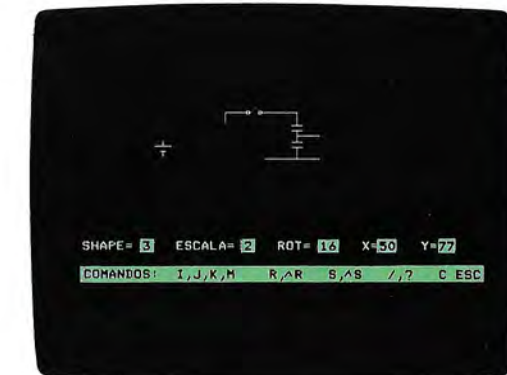 SHAPE= 3 ESCALA= 2 ROT= 16 X=50 Y=77
COMANDOS: I,J,K,M R,^R S,^S /,? C ESC